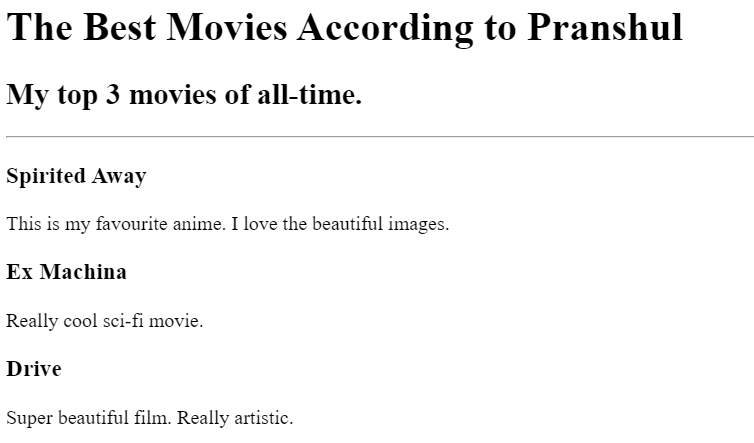 The Best Movies According to Pranshul
My top 3 movies of all-time.
Spirited Away
This is my favourite anime. I love the beautiful images.
Ex Machina
Really cool sci-fi movie.
Drive
Super beautiful film. Really artistic.